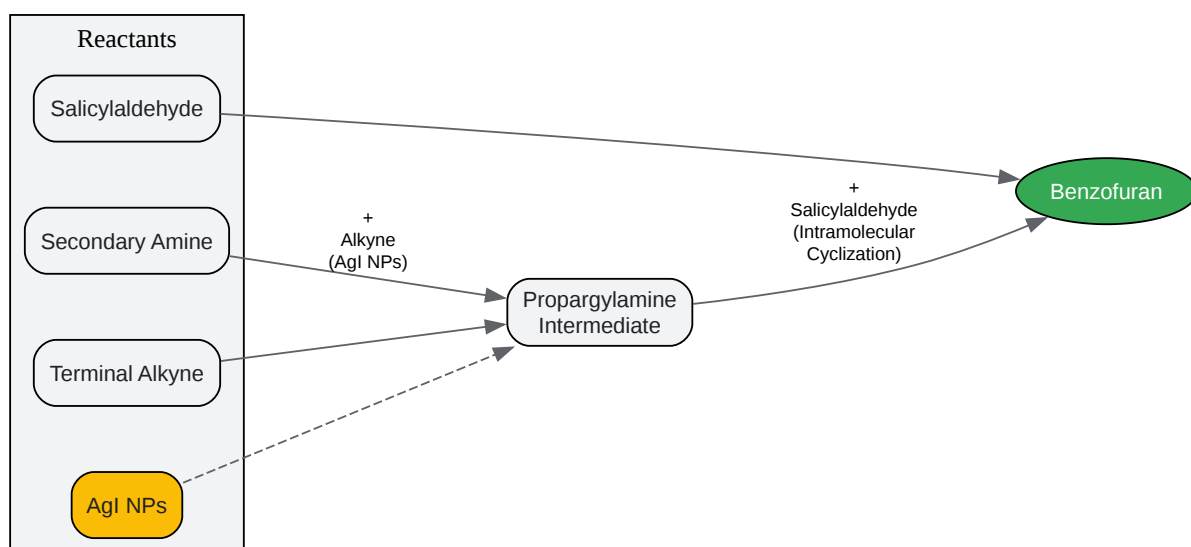 Reactants
Salicylaldehyde
Secondary Amine
Terminal Alkyne
AgI NPs
+
Alkyne
(AgI NPs)
Propargylamine
Intermediate
+
Salicylaldehyde
(Intramolecular
Cyclization)
Benzofuran